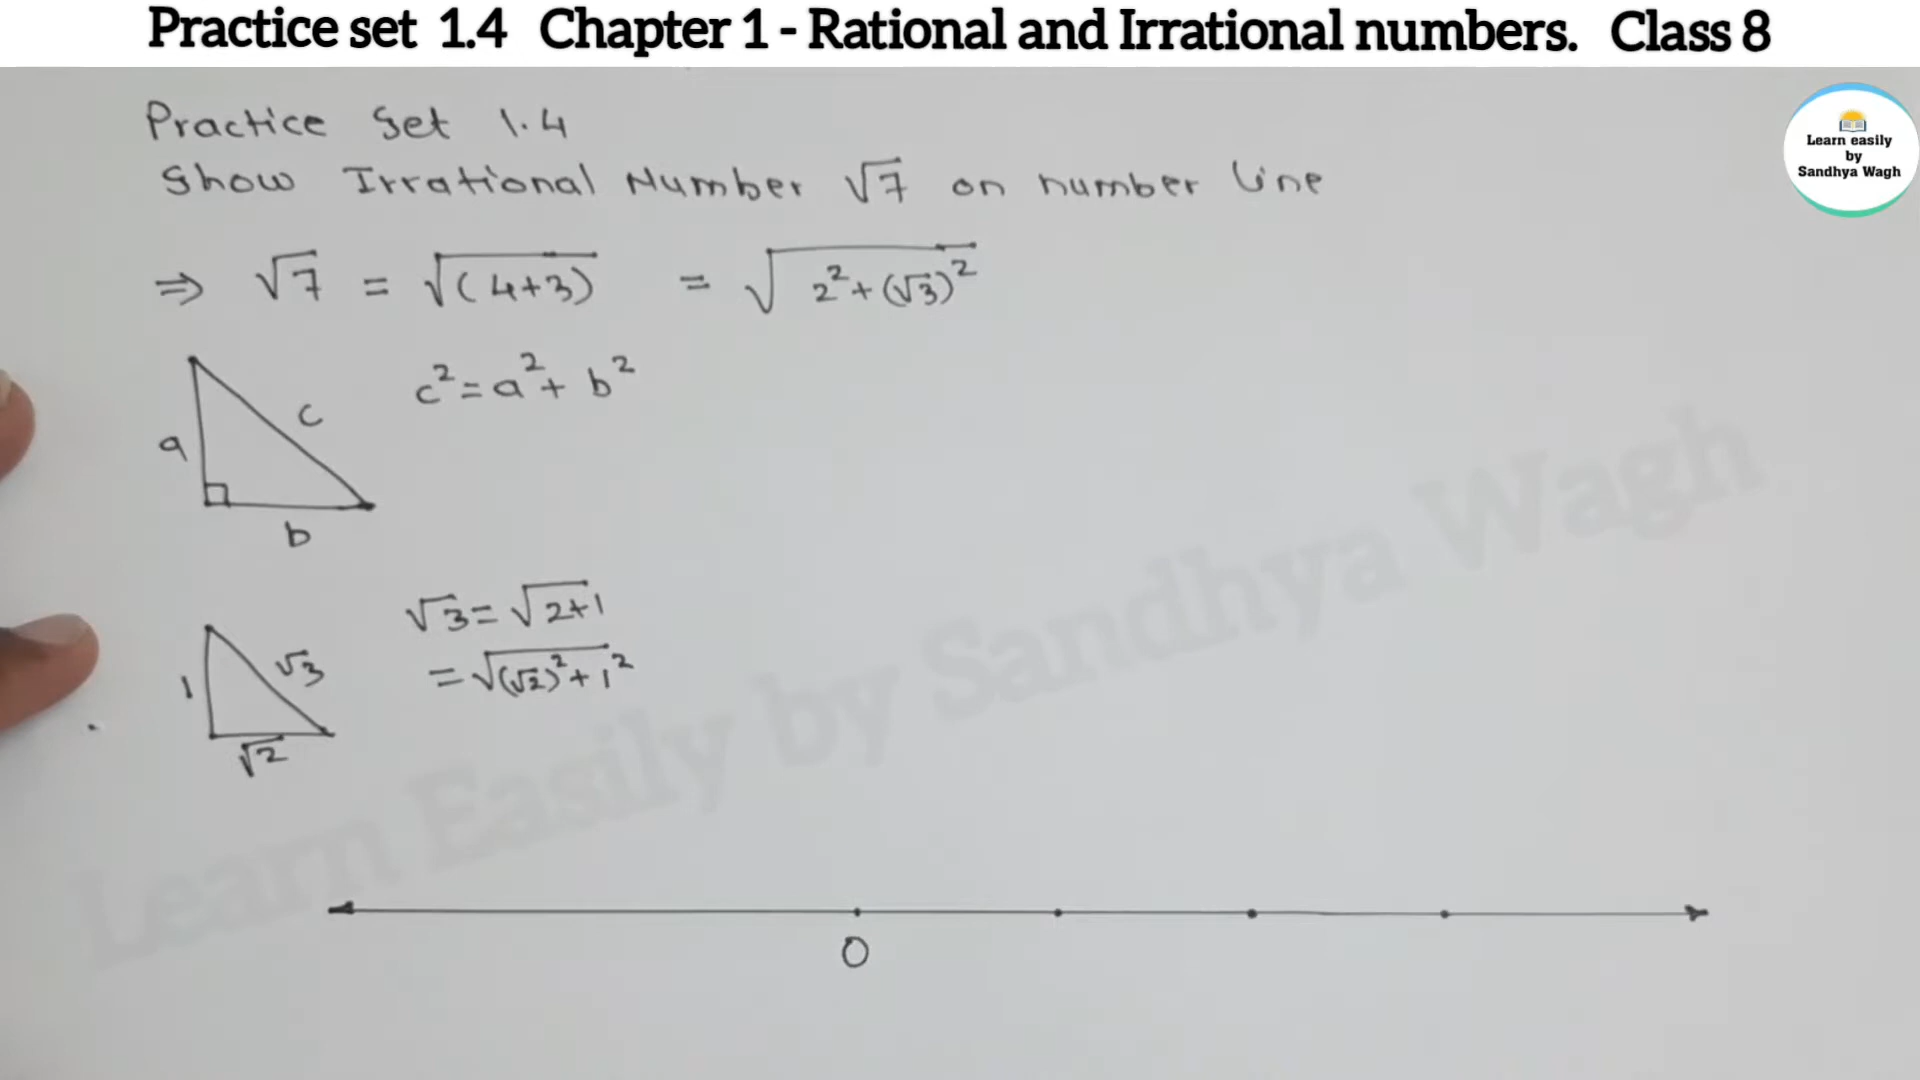 Practice set 1.4 Chapter 1 - Rational and Irrational numbers. Class 8
Learn easily
by
Sandhya Wagh
Practice Set 1.4
Show Irrational Number √7 on number line
⇒ √7 = √(4+3) = √2²+(√3)²
c² = a² + b²
a
c
b
√3 = √2+1
= √(√2)²+1²
1
√3
√2
0
Learn Easily by Sandhya Wagh